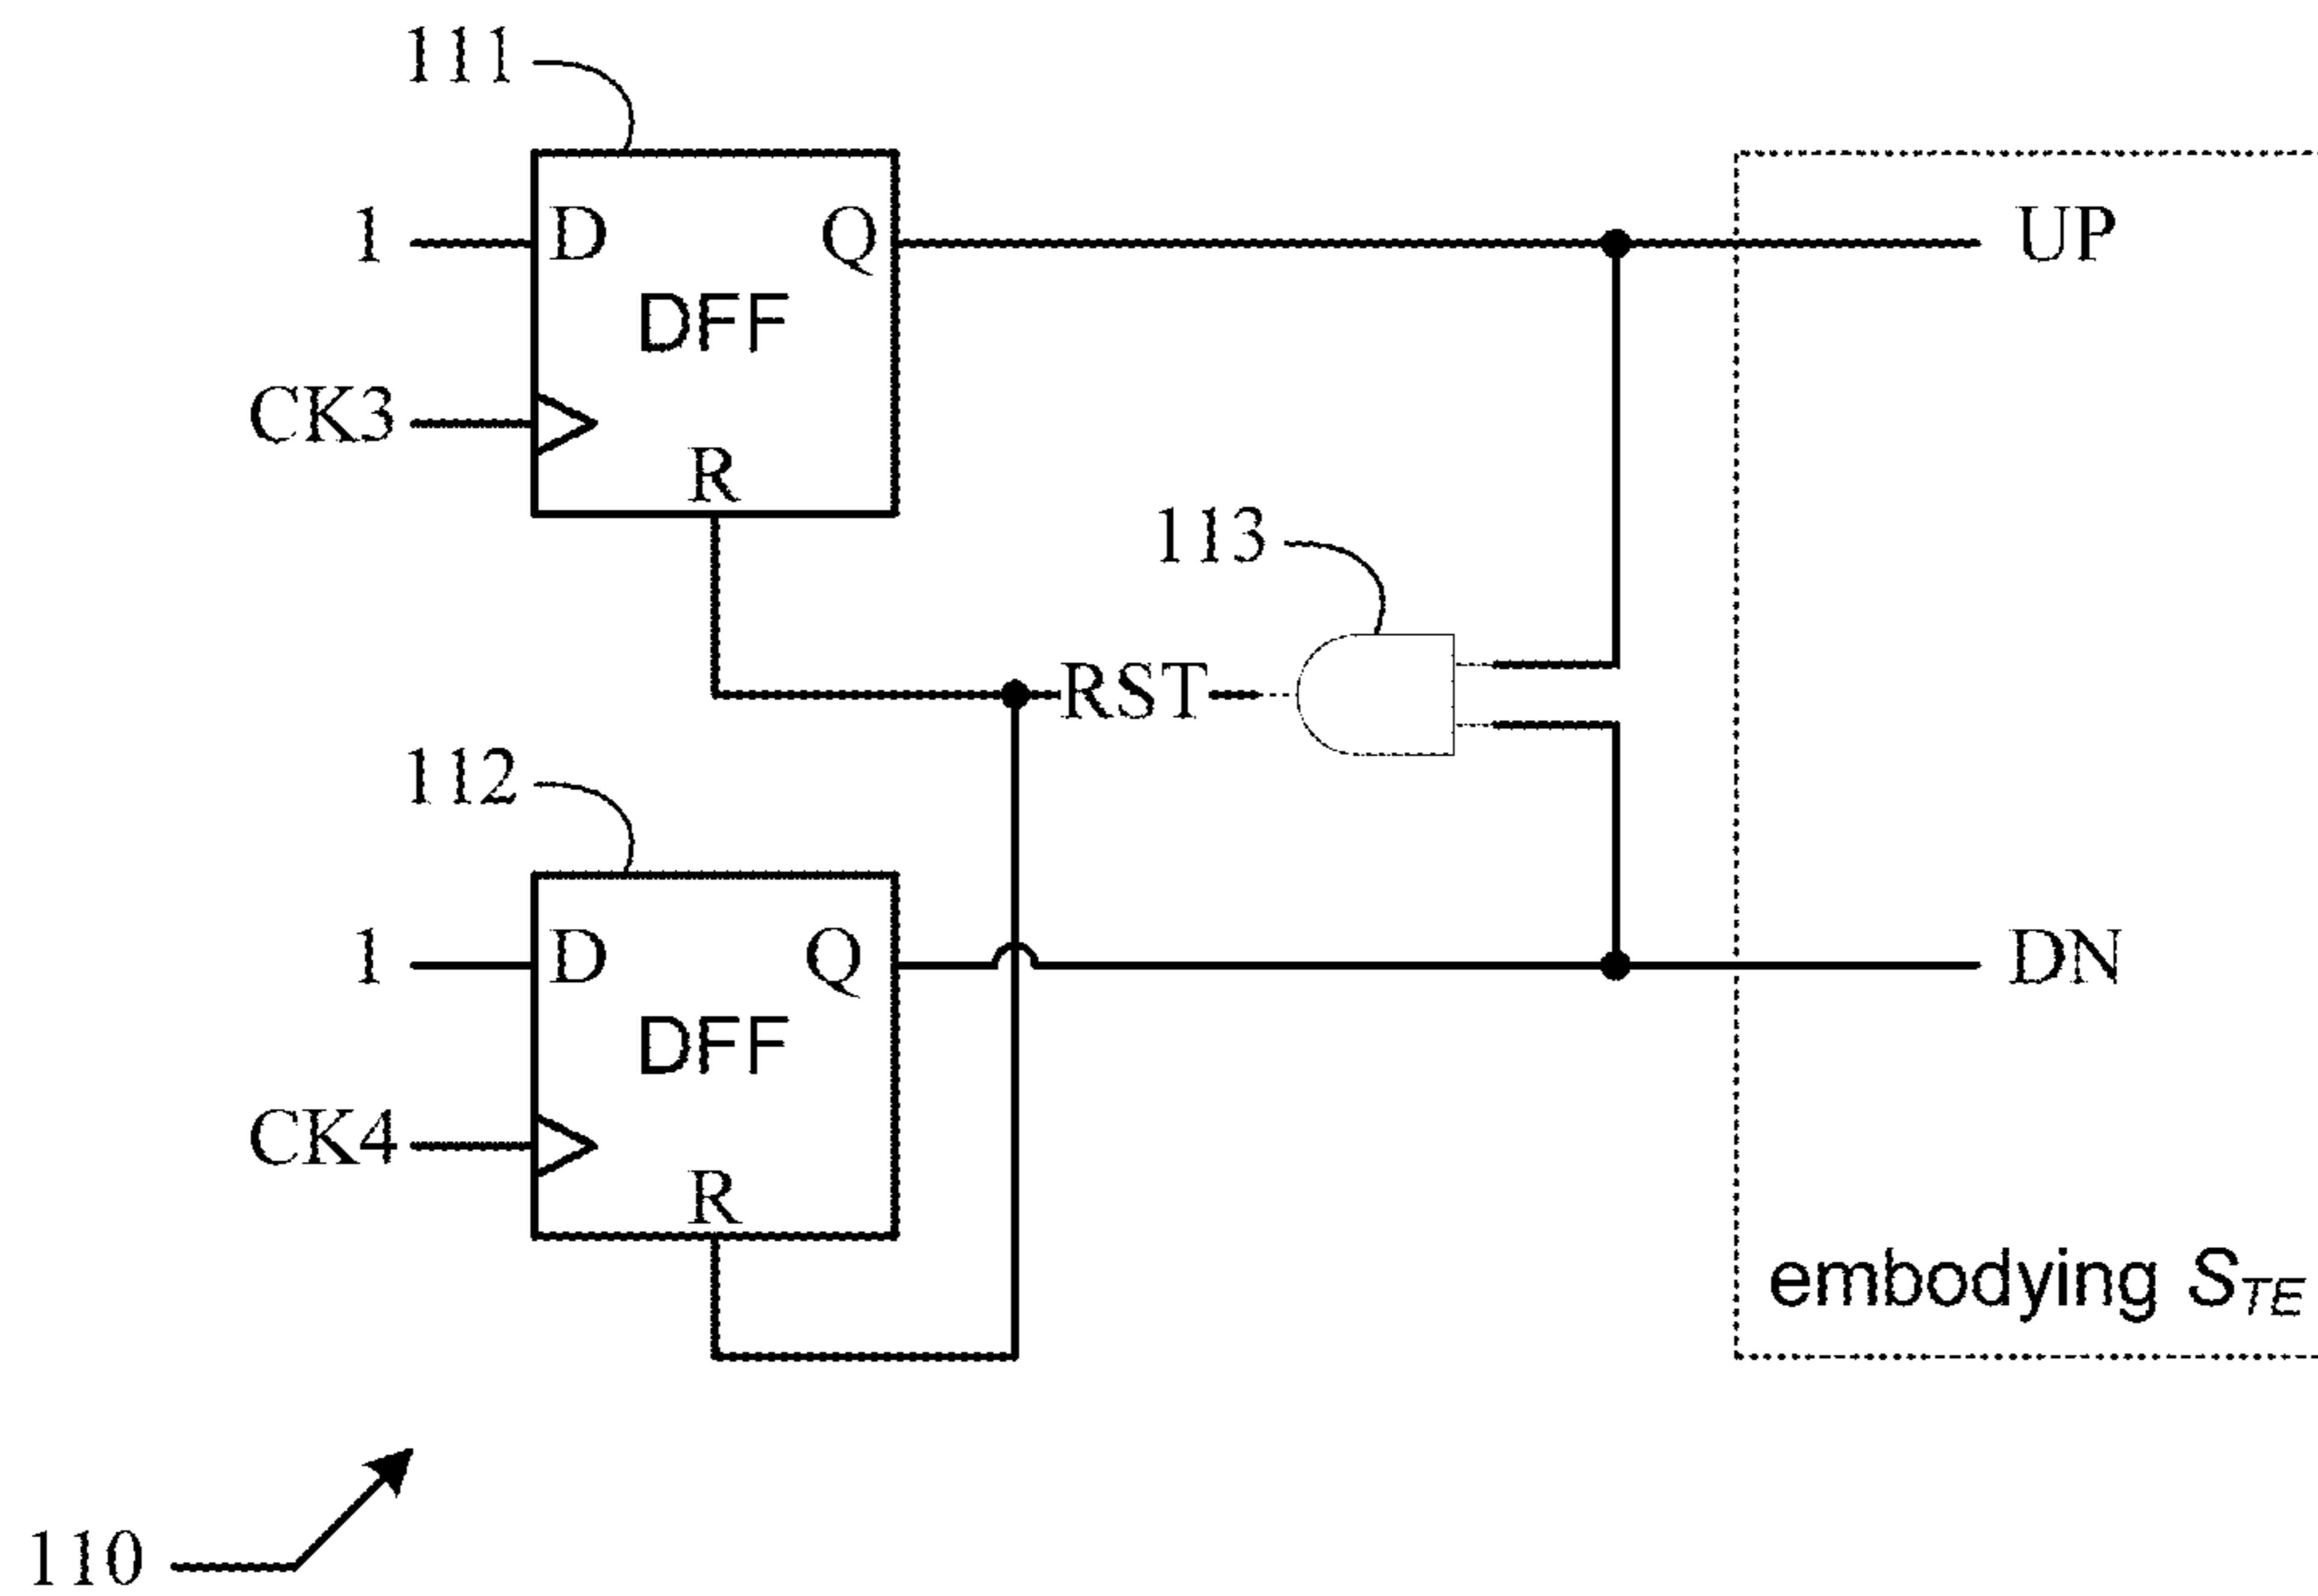 111
1 D Q UP
DFF
CK3
R
113
RST
112
1 D Q DN
DFF
CK4
R
embodying STE
110